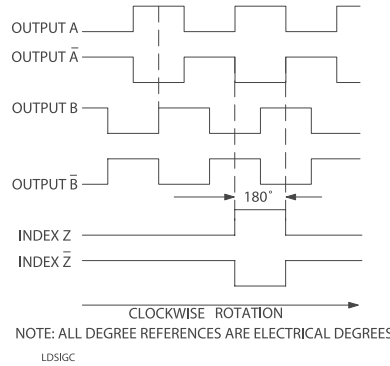 OUTPUT A
OUTPUT A̅
OUTPUT B
OUTPUT B̅
180°
INDEX Z
INDEX Z̅
CLOCKWISE ROTATION
NOTE: ALL DEGREE REFERENCES ARE ELECTRICAL DEGREES
LDSIGC